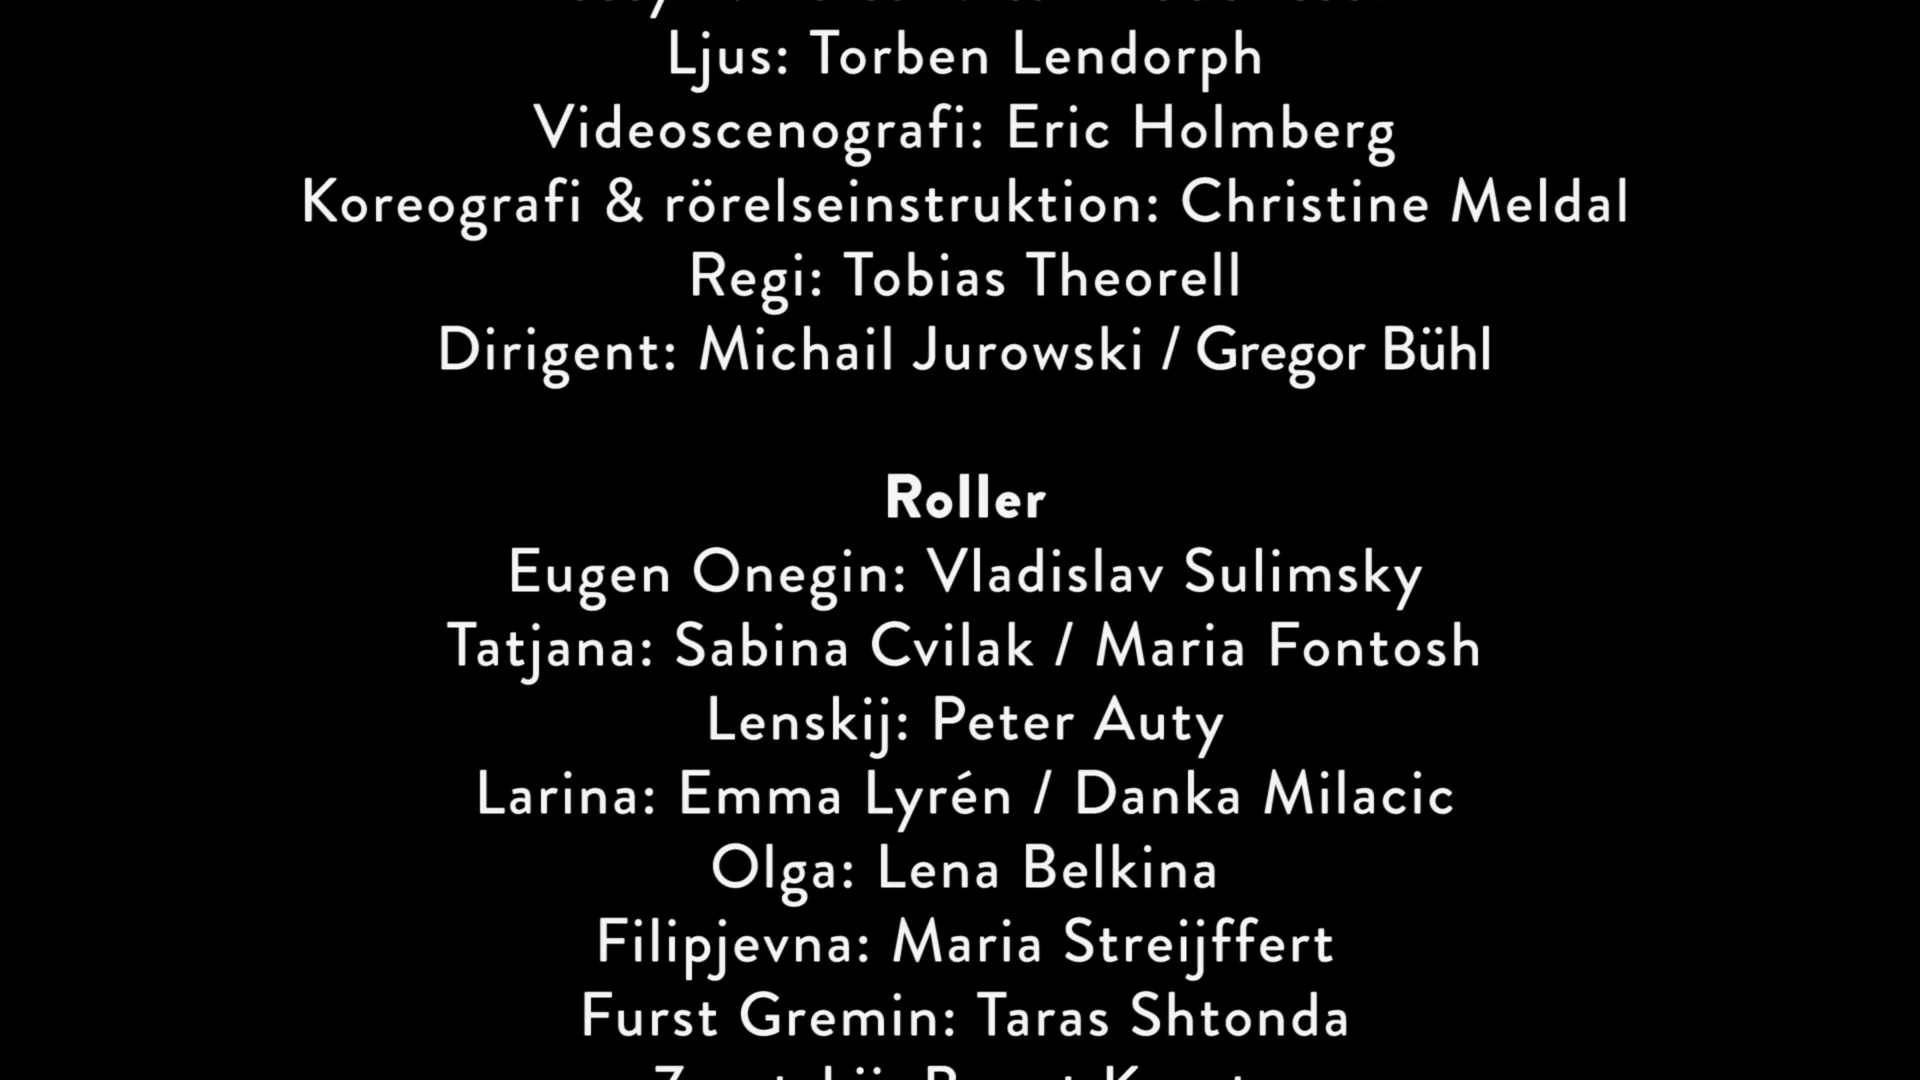 Ljus: Torben Lendorph
Videoscenografi: Eric Holmberg
Koreografi & rörelseinstruktion: Christine Meldal
Regi: Tobias Theorell
Dirigent: Michail Jurowski / Gregor Bühl
Roller
Eugen Onegin: Vladislav Sulimsky
Tatjana: Sabina Cvilak / Maria Fontosh
Lenskij: Peter Auty
Larina: Emma Lyrén / Danka Milacic
Olga: Lena Belkina
Filipjevna: Maria Streijffert
Furst Gremin: Taras Shtonda